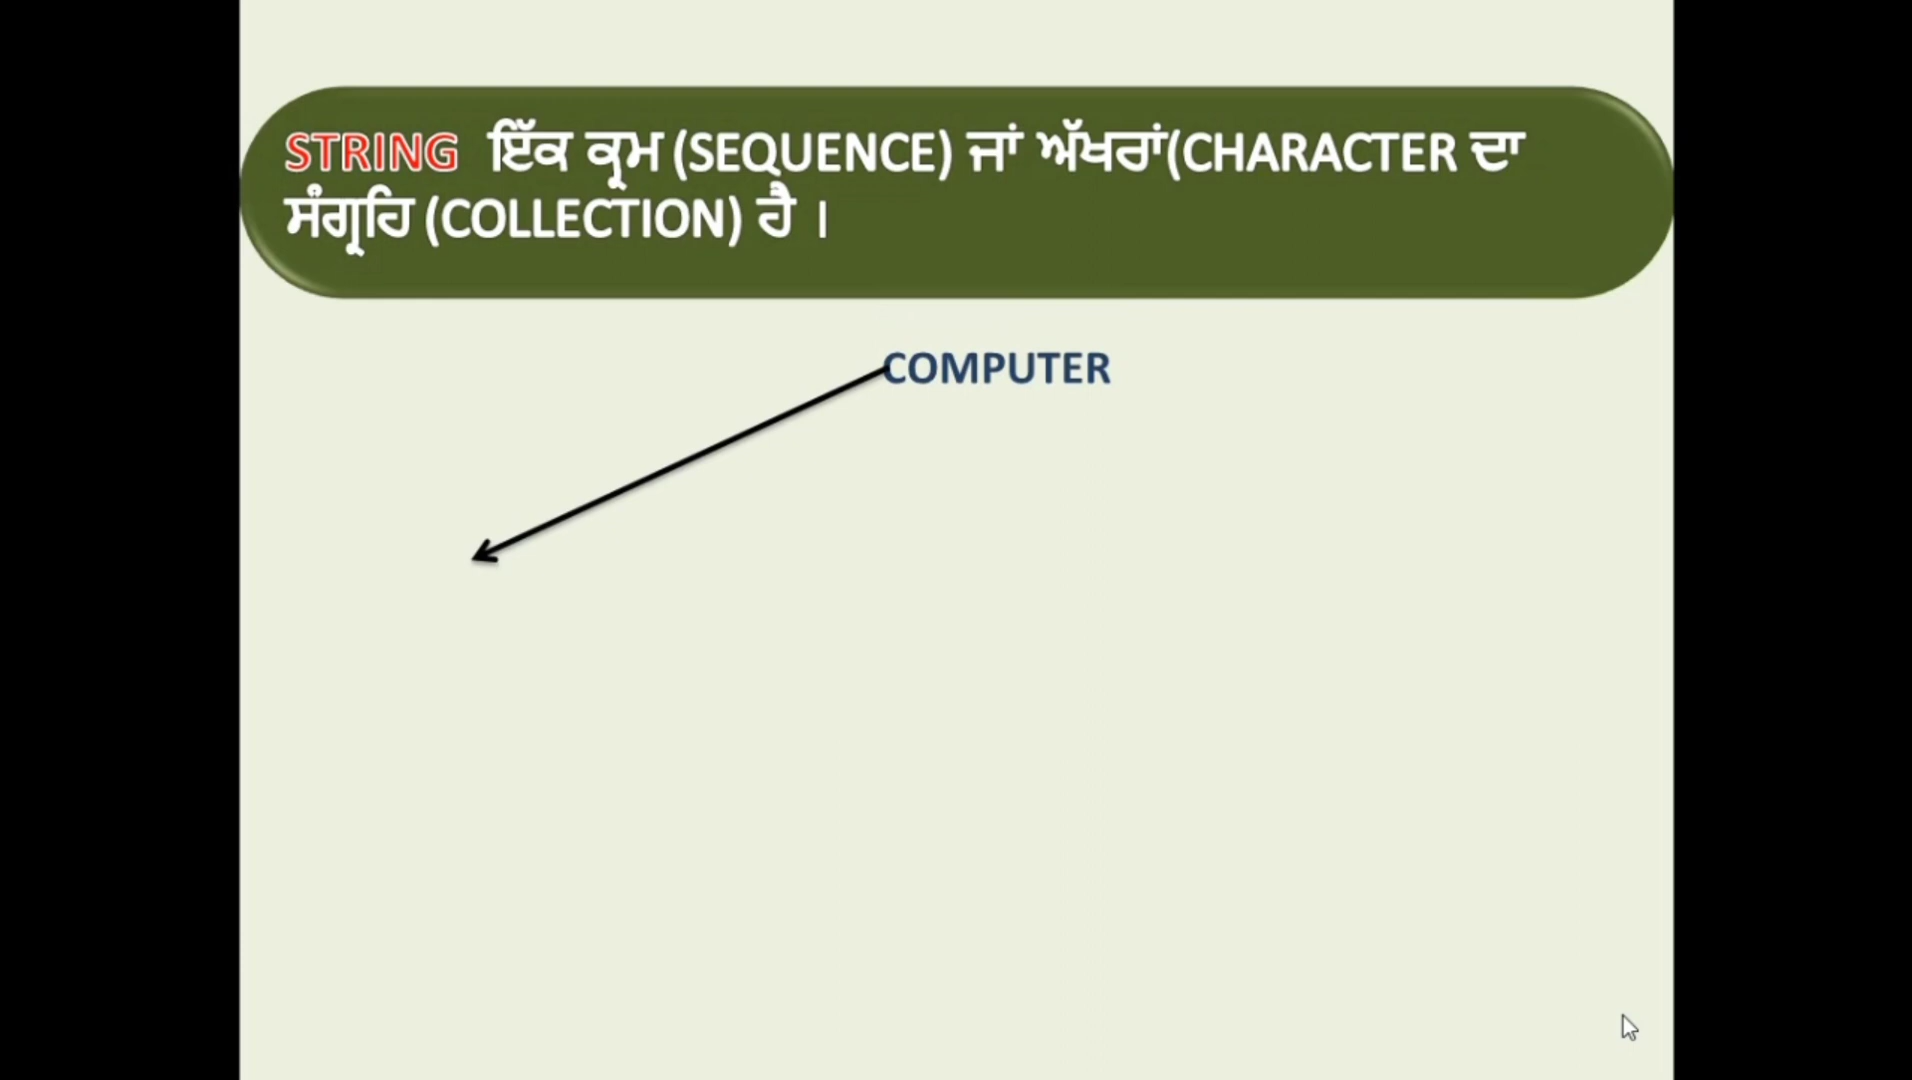 STRING ਇੱਕ ਕ੍ਰਮ (SEQUENCE) ਜਾਂ ਅੱਖਰਾਂ(CHARACTER ਦਾ
ਸੰਗ੍ਰਹਿ (COLLECTION) ਹੈ ।
COMPUTER